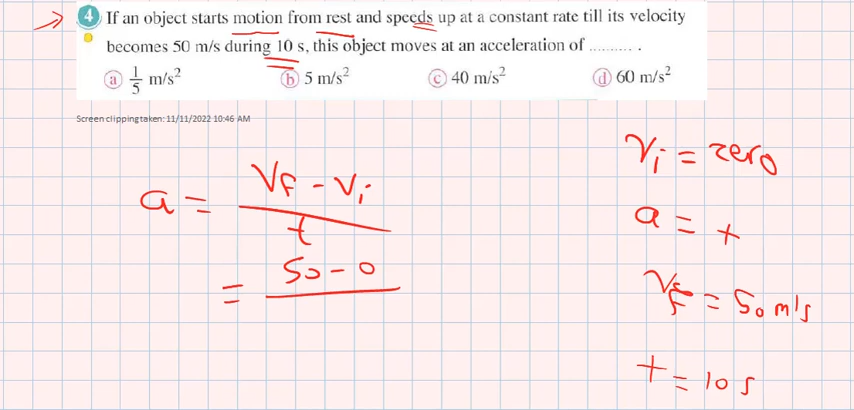 4 If an object starts motion from rest and speeds up at a constant rate till its velocity
becomes 50 m/s during 10 s, this object moves at an acceleration of .......... .
a 1/5 m/s² b 5 m/s² c 40 m/s² d 60 m/s²
Screen clipping taken: 11/11/2022 10:46 AM
Vi = zero
a = (Vf - Vi) / t
a = +
= 50 - 0
Vf = 50 m/s
t = 10 s